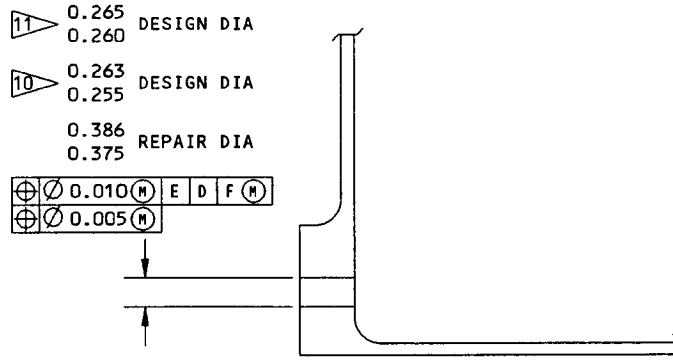 11 0.265
0.260 DESIGN DIA
10 0.263
0.255 DESIGN DIA
0.386
0.375 REPAIR DIA
⌖ ∅ 0.010 Ⓜ E D F Ⓜ
⌖ ∅ 0.005 Ⓜ